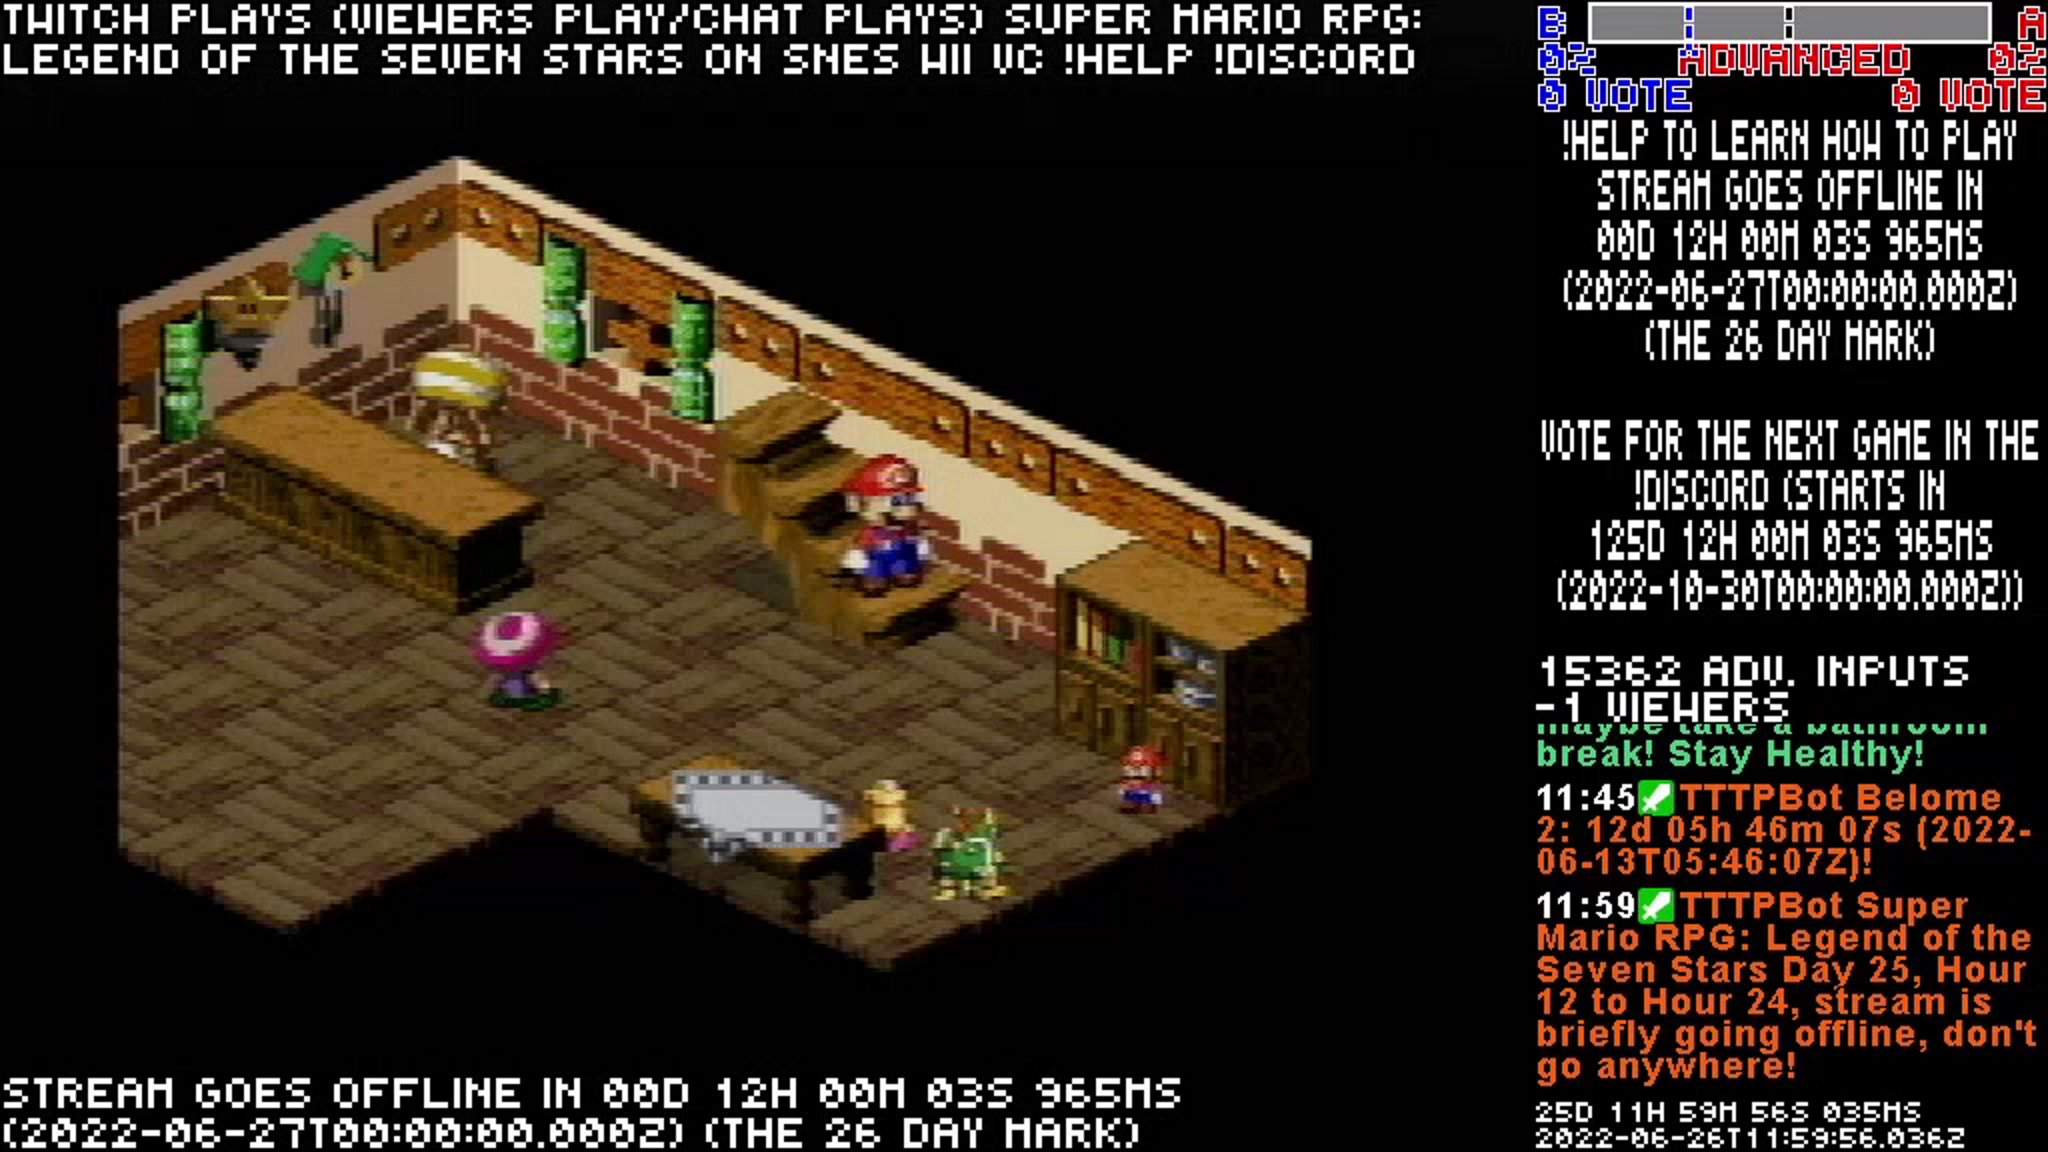 TWITCH PLAYS (VIEWERS PLAY/CHAT PLAYS) SUPER MARIO RPG:
LEGEND OF THE SEVEN STARS ON SNES WII VC !HELP !DISCORD
B A
0% ADVANCED 0%
0 VOTE 0 VOTE
!HELP TO LEARN HOW TO PLAY
STREAM GOES OFFLINE IN
00D 12H 00M 03S 965MS
(2022-06-27T00:00:00.000Z)
(THE 26 DAY MARK)
VOTE FOR THE NEXT GAME IN THE
!DISCORD (STARTS IN
125D 12H 00M 03S 965MS
(2022-10-30T00:00:00.000Z))
15362 ADV. INPUTS
-1 VIEWERS
maybe take a bathroom
break! Stay Healthy!
11:45 TTTPBot Belome
2: 12d 05h 46m 07s (2022-
06-13T05:46:07Z)!
11:59 TTTPBot Super
Mario RPG: Legend of the
Seven Stars Day 25, Hour
12 to Hour 24, stream is
briefly going offline, don't
go anywhere!
STREAM GOES OFFLINE IN 00D 12H 00M 03S 965MS
(2022-06-27T00:00:00.000Z) (THE 26 DAY MARK)
25D 11H 59M 56S 035MS
2022-06-26T11:59:56.036Z